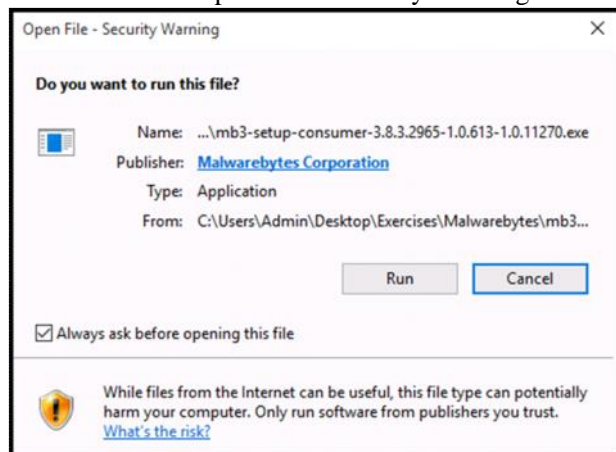 Open File - Security Warning
Do you want to run this file?
Name: ...\mb3-setup-consumer-3.8.3.2965-1.0.613-1.0.11270.exe
Publisher: Malwarebytes Corporation
Type: Application
From: C:\Users\Admin\Desktop\Exercises\Malwarebytes\mb3...
Run Cancel
Always ask before opening this file
While files from the Internet can be useful, this file type can potentially
harm your computer. Only run software from publishers you trust.
What's the risk?